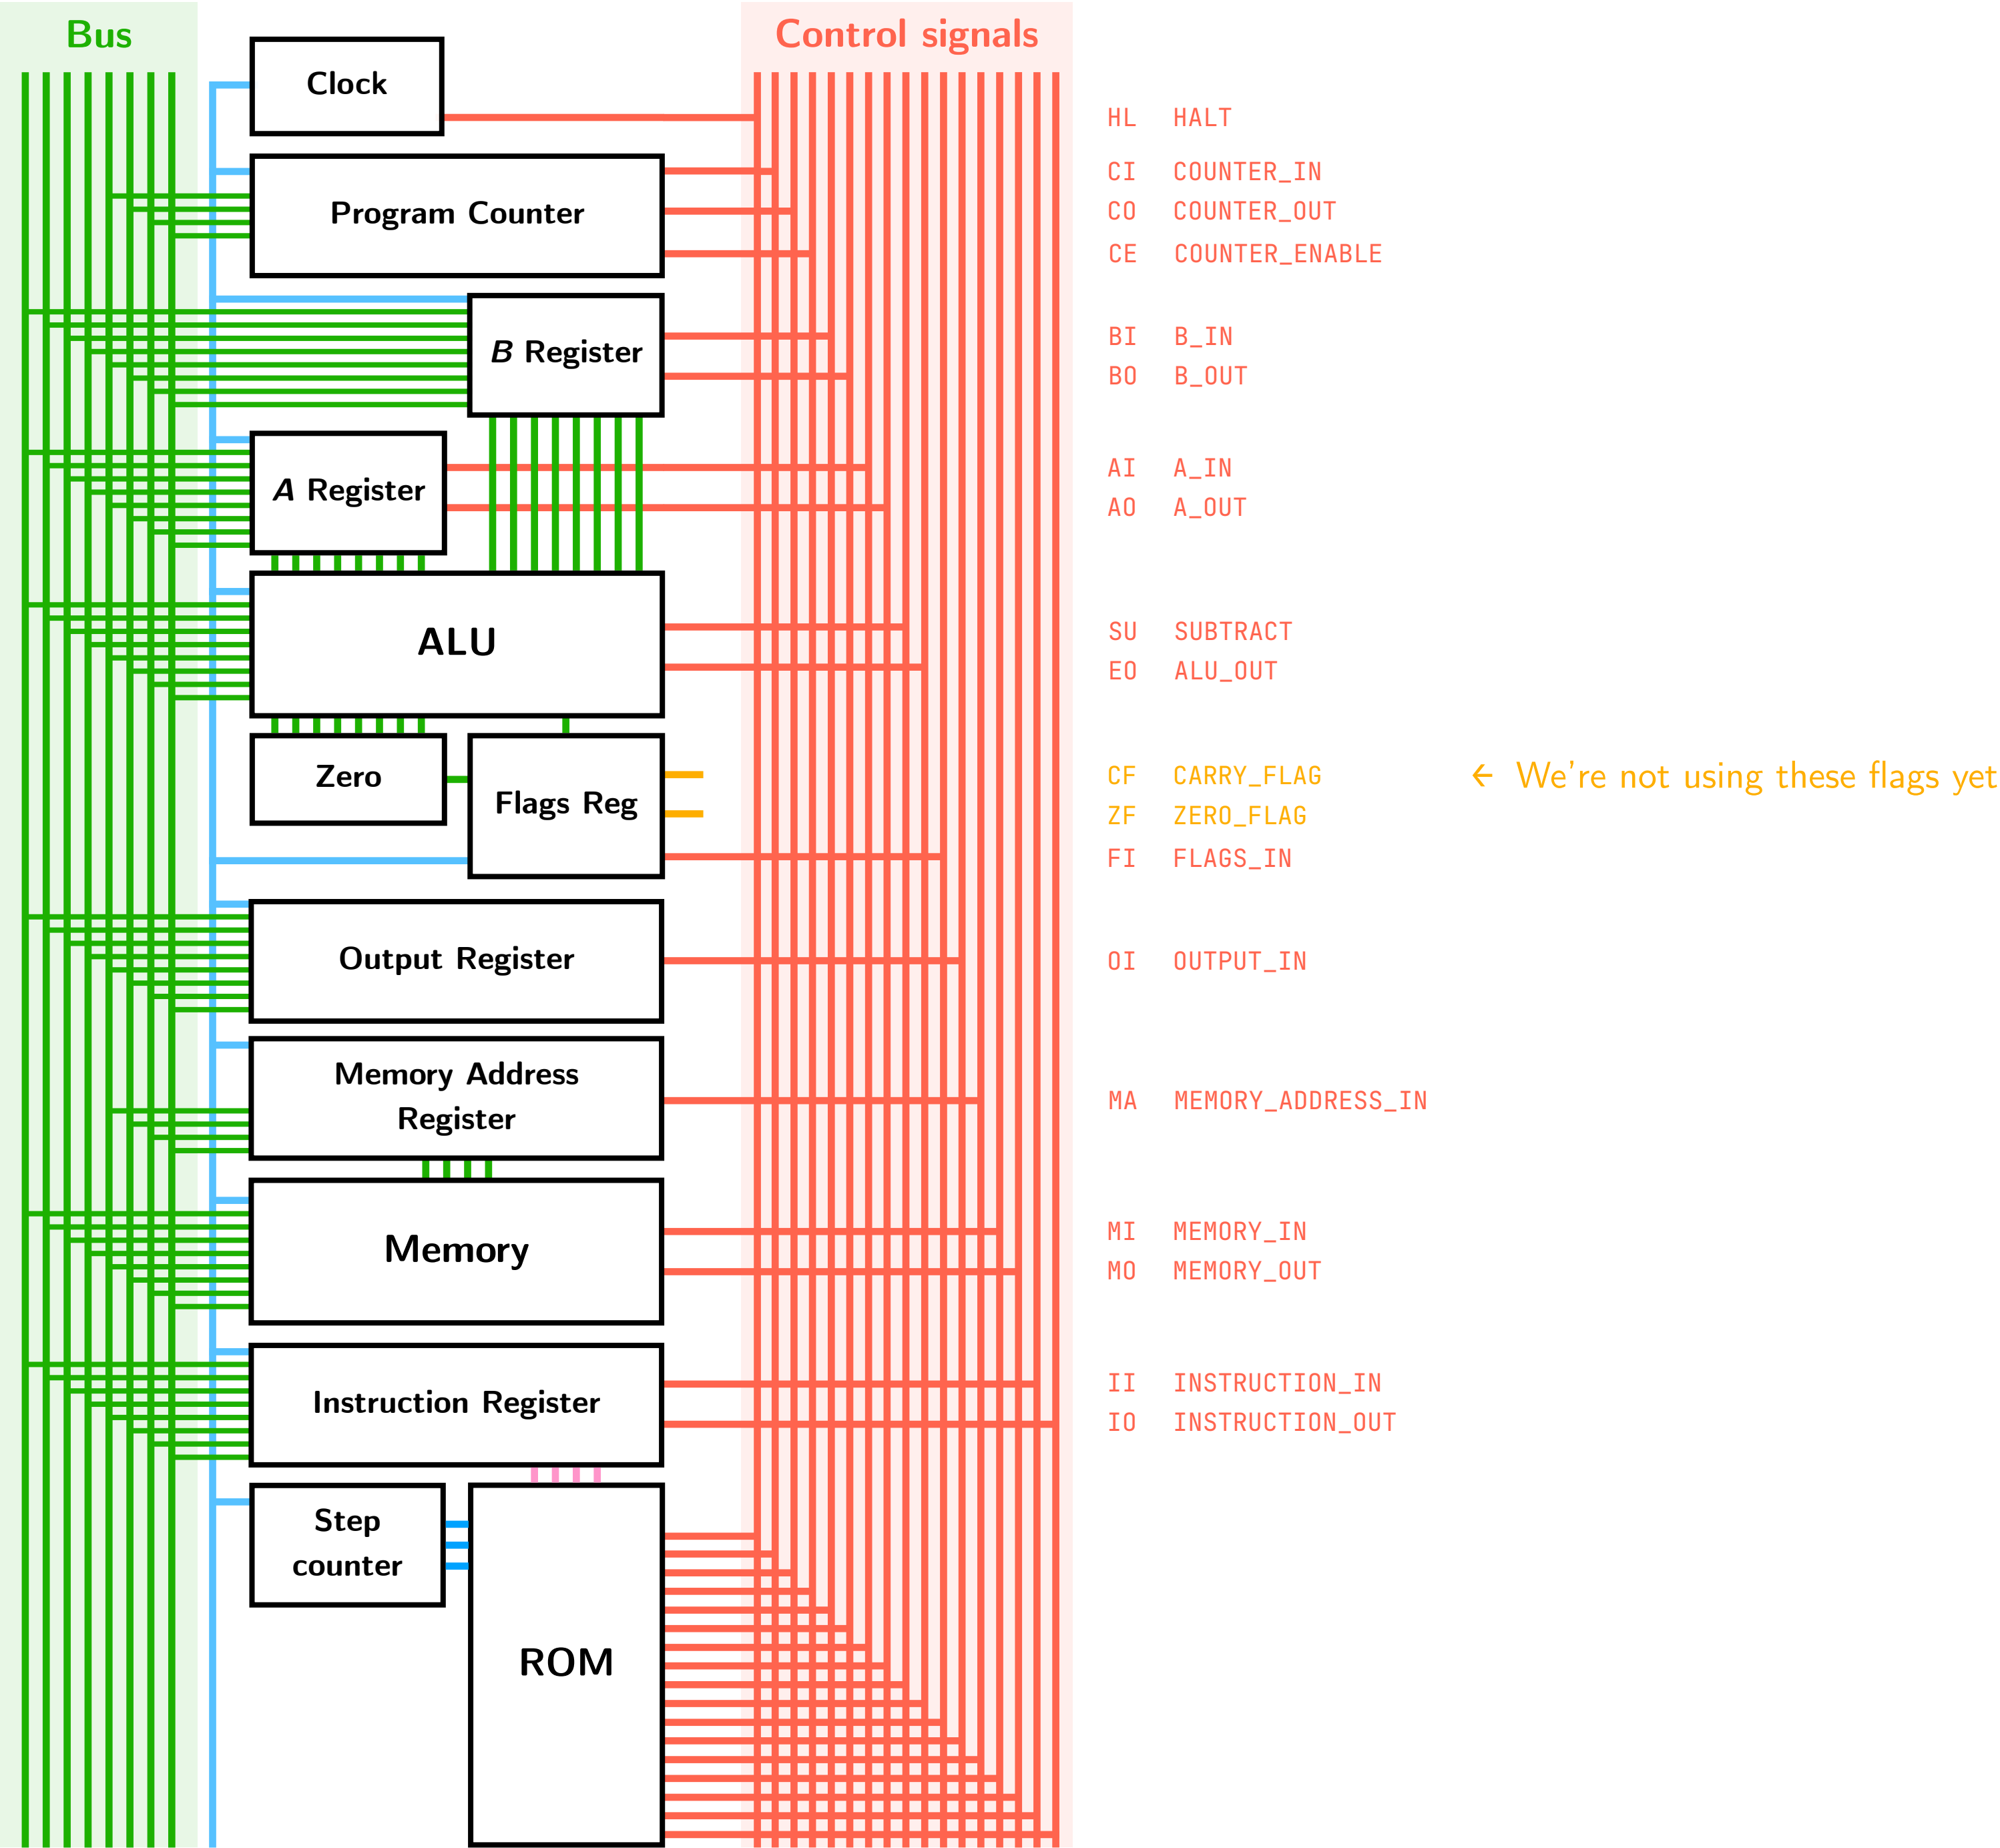 Bus
Control signals
Clock
HL HALT
CI COUNTER_IN
Program Counter
CO COUNTER_OUT
CE COUNTER_ENABLE
B Register
BI B_IN
BO B_OUT
A Register
AI A_IN
AO A_OUT
ALU
SU SUBTRACT
EO ALU_OUT
Zero
Flags Reg
CF CARRY_FLAG ← We're not using these flags yet
ZF ZERO_FLAG
FI FLAGS_IN
Output Register
OI OUTPUT_IN
Memory Address
Register
MA MEMORY_ADDRESS_IN
Memory
MI MEMORY_IN
MO MEMORY_OUT
Instruction Register
II INSTRUCTION_IN
IO INSTRUCTION_OUT
Step
counter
ROM